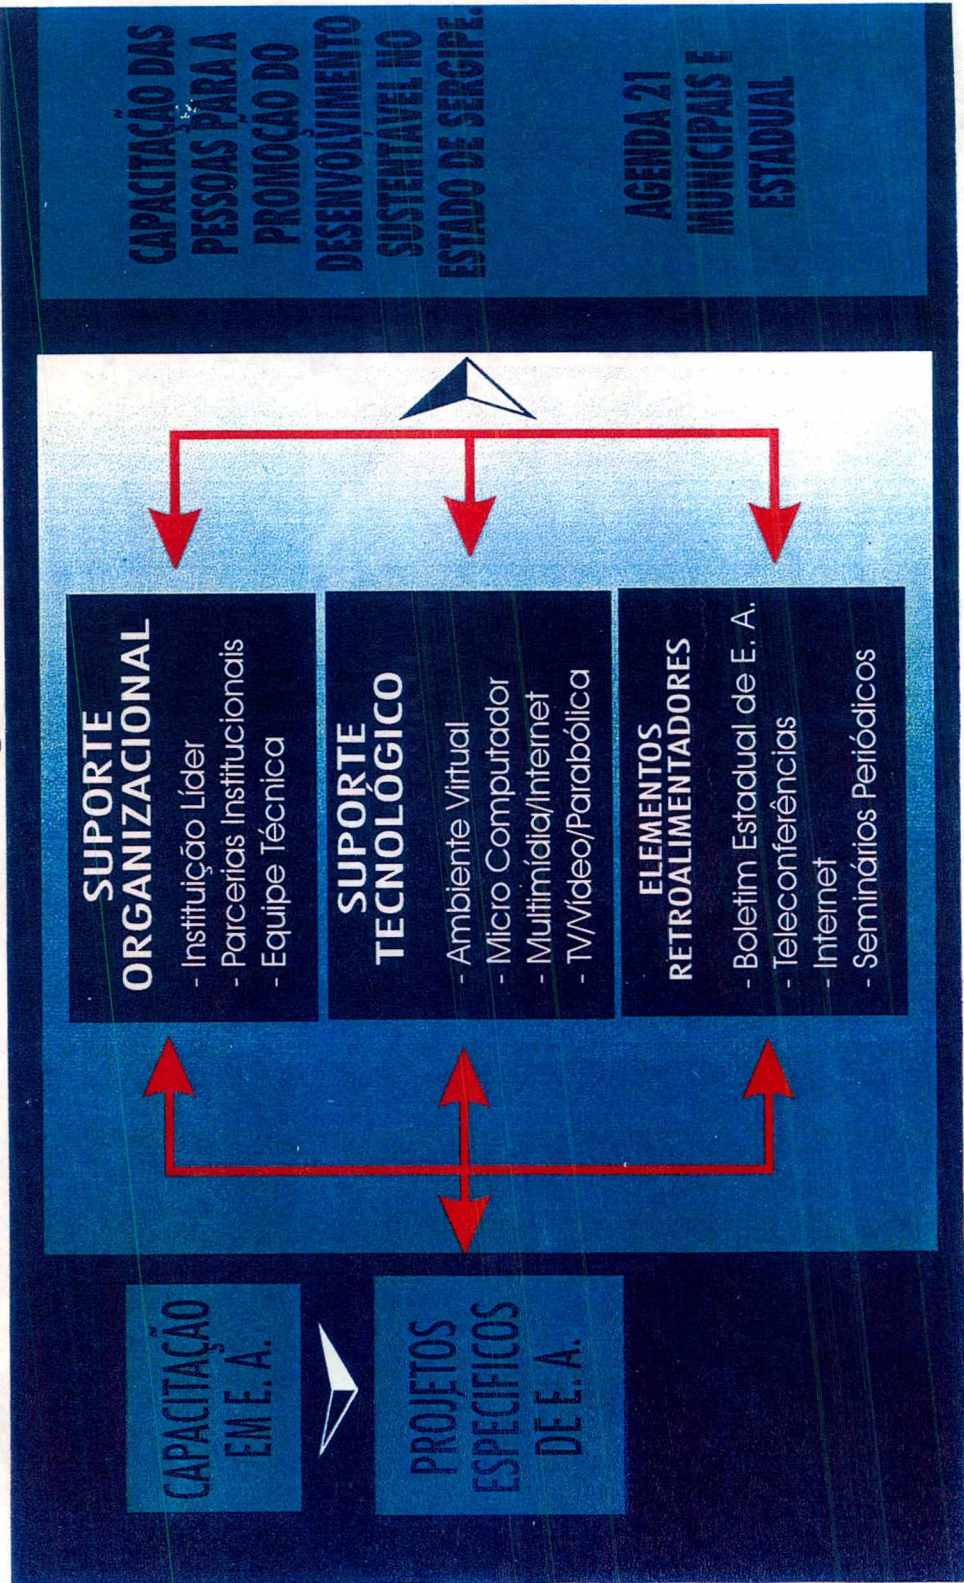 CAPACITAÇÃO
EM E. A.
PROJETOS
ESPECIFICOS
DE E. A.
SUPORTE
ORGANIZACIONAL
- Instituição Líder
- Parcerias Institucionais
- Equipe Técnica
SUPORTE
TECNOLÓGICO
- Ambiente Virtual
- Micro Computador
- Multimídia/Internet
- TV/Vídeo/Parabólica
ELEMENTOS
RETROALIMENTADORES
- Boletim Estadual de E. A.
- Teleconferências
- Internet
- Seminários Periódicos
CAPACITAÇÃO DAS
PESSOAS PARA A
PROMOÇÃO DO
DESENVOLVIMENTO
SUSTENTÁVEL NO
ESTADO DE SERGIPE.
AGENDA 21
MUNICIPAIS E
ESTADUAL